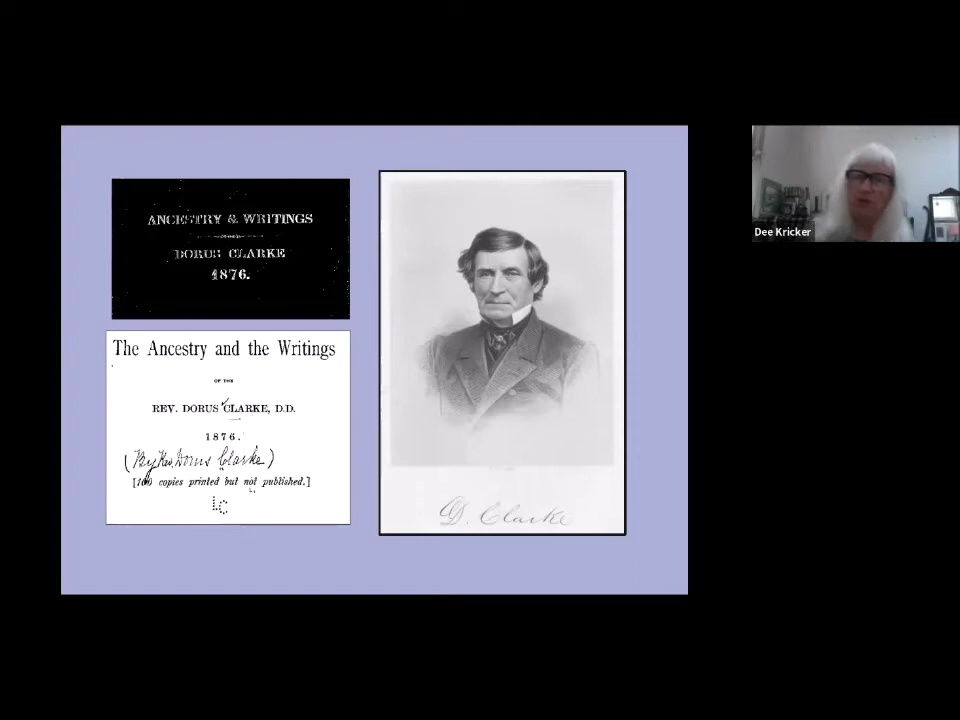 ANCESTRY & WRITINGS
DORUS CLARKE
1876.
The Ancestry and the Writings
OF THE
REV. DORUS CLARKE, D.D.
1876.
(By Rev. Dorus Clarke)
[100 copies printed but not published.]
LC
D. Clarke
Dee Kricker